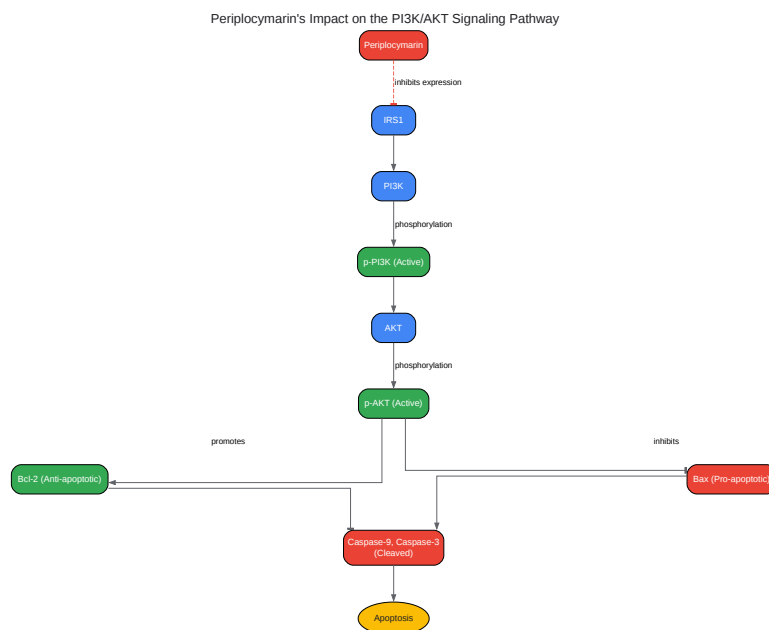 Periplocymarin's Impact on the PI3K/AKT Signaling Pathway
Periplocymarin
inhibits expression
IRS1
PI3K
phosphorylation
p-PI3K (Active)
AKT
phosphorylation
p-AKT (Active)
promotes
inhibits
Bcl-2 (Anti-apoptotic)
Bax (Pro-apoptotic)
Caspase-9, Caspase-3
(Cleaved)
Apoptosis